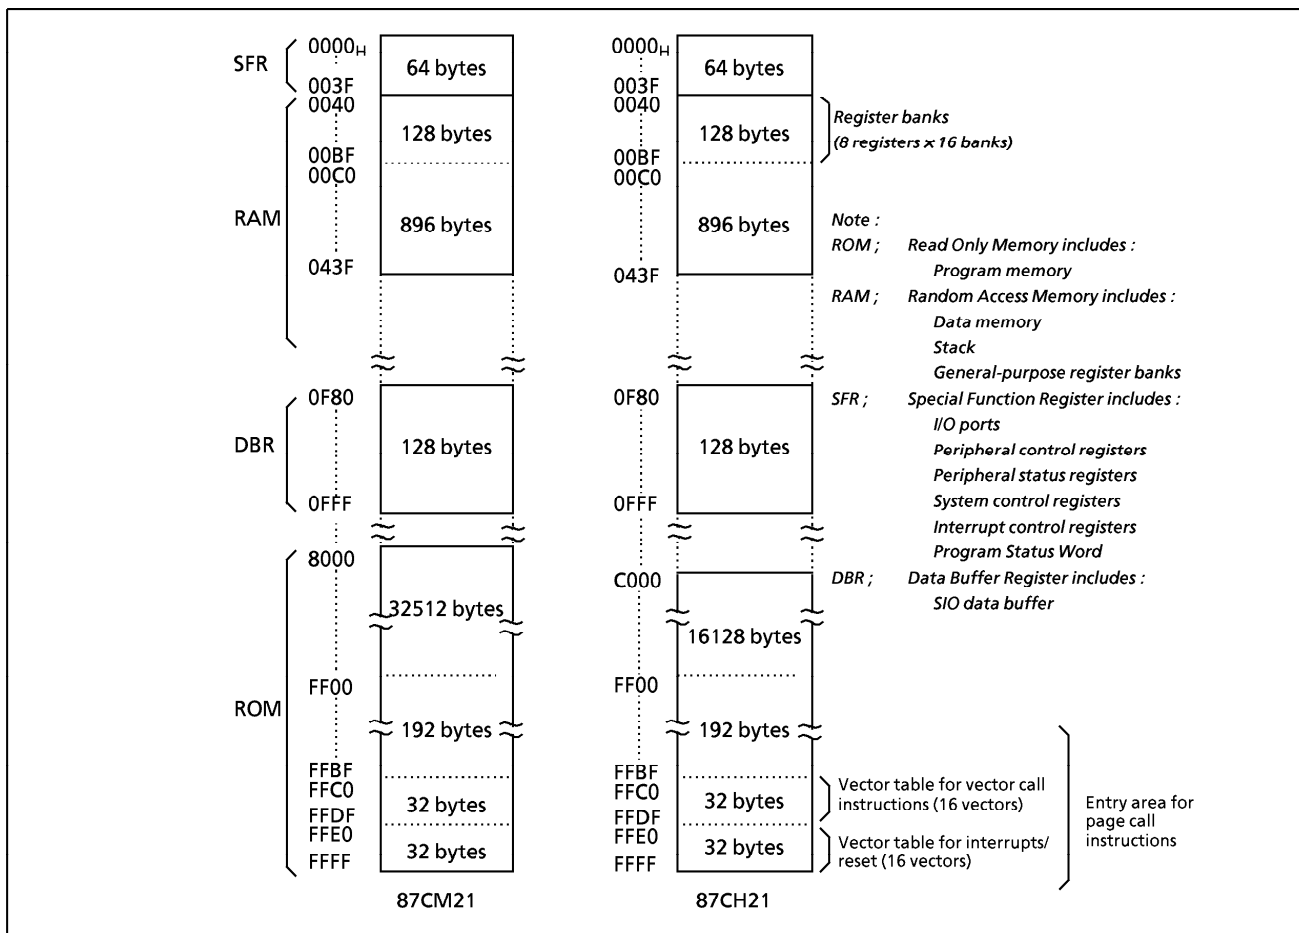 SFR
RAM
DBR
ROM
0000H
003F
0040
00BF
00C0
043F
0F80
0FFF
8000
FF00
FFBF
FFC0
FFDF
FFE0
FFFF
64 bytes
128 bytes
896 bytes
128 bytes
32512 bytes
192 bytes
32 bytes
32 bytes
87CM21
0000H
003F
0040
00BF
00C0
043F
0F80
0FFF
C000
FF00
FFBF
FFC0
FFDF
FFE0
FFFF
64 bytes
128 bytes
896 bytes
128 bytes
16128 bytes
192 bytes
32 bytes
32 bytes
87CH21
Register banks
(8 registers x 16 banks)
Note :
ROM ; Read Only Memory includes :
Program memory
RAM ; Random Access Memory includes :
Data memory
Stack
General-purpose register banks
SFR ; Special Function Register includes :
I/O ports
Peripheral control registers
Peripheral status registers
System control registers
Interrupt control registers
Program Status Word
DBR ; Data Buffer Register includes :
SIO data buffer
Vector table for vector call
instructions (16 vectors)
Vector table for interrupts/
reset (16 vectors)
Entry area for
page call
instructions